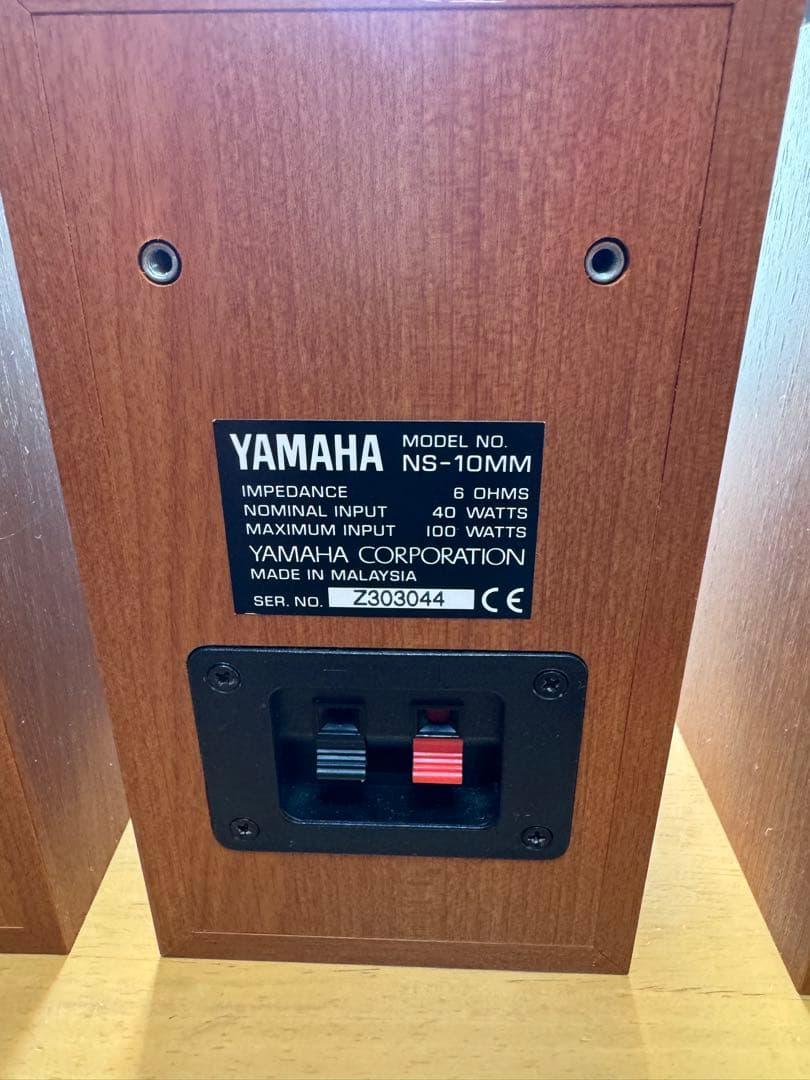 YAMAHA MODEL NO.
NS-10MM
IMPEDANCE 6 OHMS
NOMINAL INPUT 40 WATTS
MAXIMUM INPUT 100 WATTS
YAMAHA CORPORATION
MADE IN MALAYSIA
SER. NO. Z303044 CE